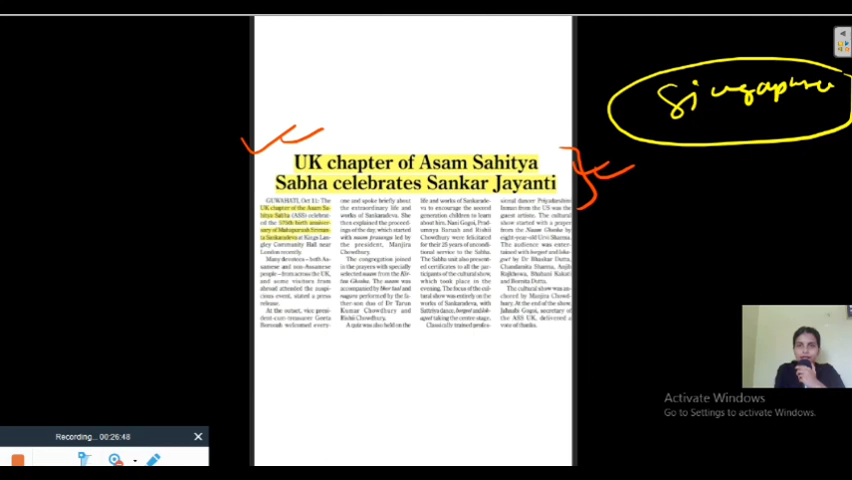 Singapura
UK chapter of Asam Sahitya
Sabha celebrates Sankar Jayanti
GUWAHATI, Oct 11: The
UK chapter of the Asam Sa-
hitya Sabha (ASS) celebrat-
ed the 575th birth anniver-
sary of Mahapurush Sriman-
ta Sankardeva at Kings Lan-
gley Community Hall near
London recently.
Many devotees – both As-
samese and non-Assamese
people – from across the UK,
and some visitors from
abroad attended the auspi-
cious event, stated a press
release.
At the outset, vice presi-
dent-cum-treasurer Geeta
Borooah welcomed every-
one and spoke briefly about
the extraordinary life and
works of Sankardeva. She
then explained the proceed-
ings of the day, which started
with naam prasanga led by
the president, Manjira
Chowdhury.
The congregation joined
in the prayers with specially
selected naam from the Kir-
tan Ghosha. The naam was
accompanied by bhor taal and
nagara performed by the fa-
ther-son duo of Dr Tarun
Kumar Chowdhury and
Rishi Chowdhury.
A quiz was also held on the
life and works of Sankarade-
va to encourage the second
generation children to learn
about him. Nani Gogoi, Prad-
yumna Baruah and Rishi
Chowdhury were felicitated
for their 25 years of uncondi-
tional service to the Sabha.
The Sabha unit also present-
ed certificates to all the par-
ticipants of the cultural show,
which took place in the
evening. The focus of the cul-
tural show was entirely on the
works of Sankardeva, with
Sattriya dance, borgeet and
taking the centre stage.
Classically trained profes-
sional dancer
from the US was the
guest artiste. The cultural
show started with a prayer
from the Naam Ghosha by
eight-year-old Urvi Sharma.
The audience was enter-
tained with borgeet and
by Dr Bhaskar Dutta,
Chandamita Sharma, Anjib
Rajkhowa, Bhabani Kakati
and Bornita Dutta.
The cultural show was an-
chored by Manjira Chowd-
hury. At the end of the show
Jahnabi Gogoi, secretary of
the ASS UK, delivered a
vote of thanks.
Activate Windows
Go to Settings to activate Windows.
Recording... 00:26:48